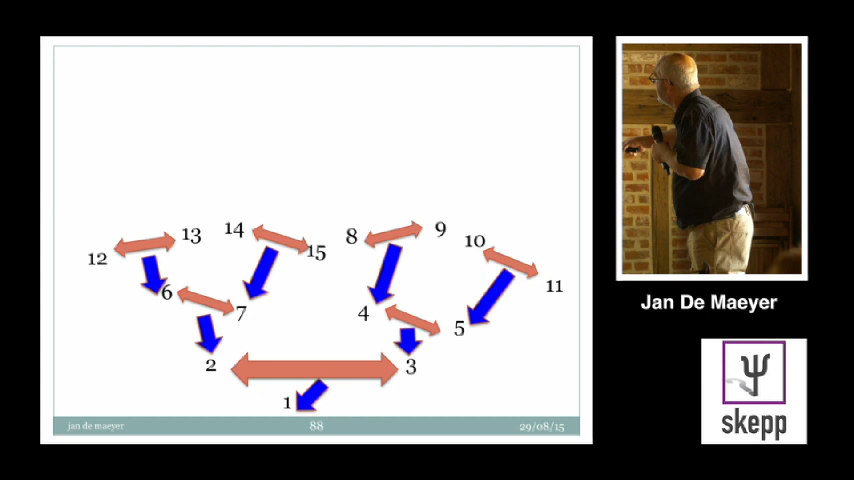 12 13 14 15 8 9 10 11
6 7 4 5
2 3
1
jan de maeyer 88 29/08/15
Jan De Maeyer
skepp